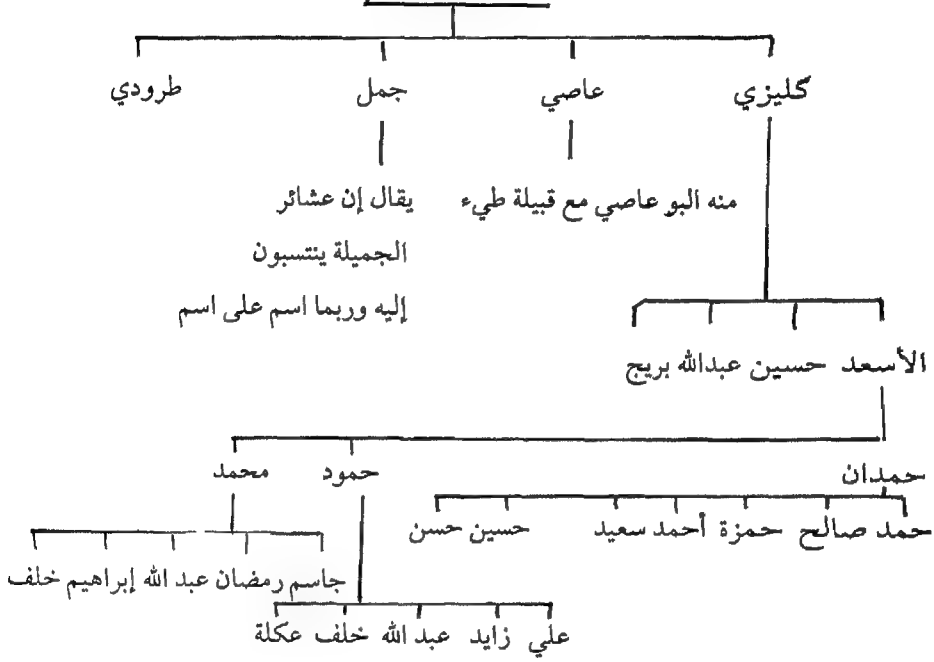 گليزي عاصي جمل طرودي
منه البو عاصي مع قبيلة طيء
يقال إن عشائر
الجميلة ينتسبون
إليه وربما اسم على اسم
الأسعد حسين عبدالله بريج
حمدان حمود محمد
حمد صالح حمزة أحمد سعيد حسين حسن
جاسم رمضان عبد الله إبراهيم خلف
علي زايد عبد الله خلف عكلة